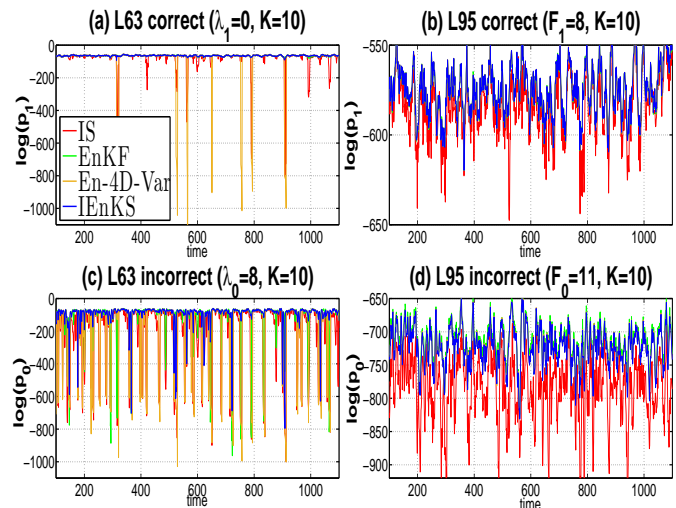 (a) L63 correct (λ₁=0, K=10)
0
−200
−400
−600
−800
−1000
log(p₁)
IS
EnKF
En-4D-Var
IEnKS
200 400 600 800 1000
time
(b) L95 correct (F₁=8, K=10)
−550
−600
−650
log(p₁)
200 400 600 800 1000
time
(c) L63 incorrect (λ₀=8, K=10)
0
−200
−400
−600
−800
−1000
log(p₀)
200 400 600 800 1000
time
(d) L95 incorrect (F₀=11, K=10)
−650
−700
−750
−800
−850
−900
log(p₀)
200 400 600 800 1000
time